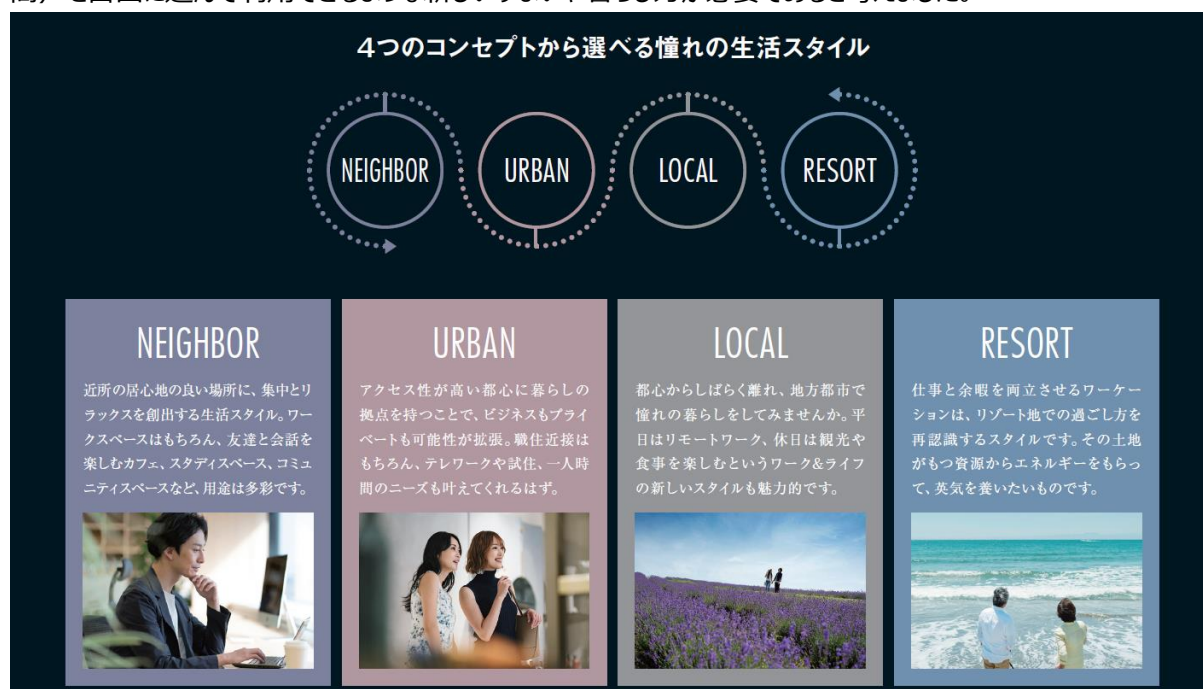 4つのコンセプトから選べる憧れの生活スタイル
NEIGHBOR
URBAN
LOCAL
RESORT
NEIGHBOR
近所の居心地の良い場所に、集中とリ
ラックスを創出する生活スタイル。ワー
クスペースはもちろん、友達と会話を
楽しむカフェ、スタディスペース、コミュ
ニティスペースなど、用途は多彩です。
URBAN
アクセス性が高い都心に暮らしの
拠点を持つことで、ビジネスもプライ
ベートも可能性が拡張。職住近接は
もちろん、テレワークや試住、一人時
間のニーズも叶えてくれるはず。
LOCAL
都心からしばらく離れ、地方都市で
憧れの暮らしをしてみませんか。平
日はリモートワーク、休日は観光や
食事を楽しむというワーク&ライフ
の新しいスタイルも魅力的です。
RESORT
仕事と余暇を両立させるワーケー
ションは、リゾート地での過ごし方を
再認識するスタイルです。その土地
がもつ資源からエネルギーをもらっ
て、英気を養いたいものです。